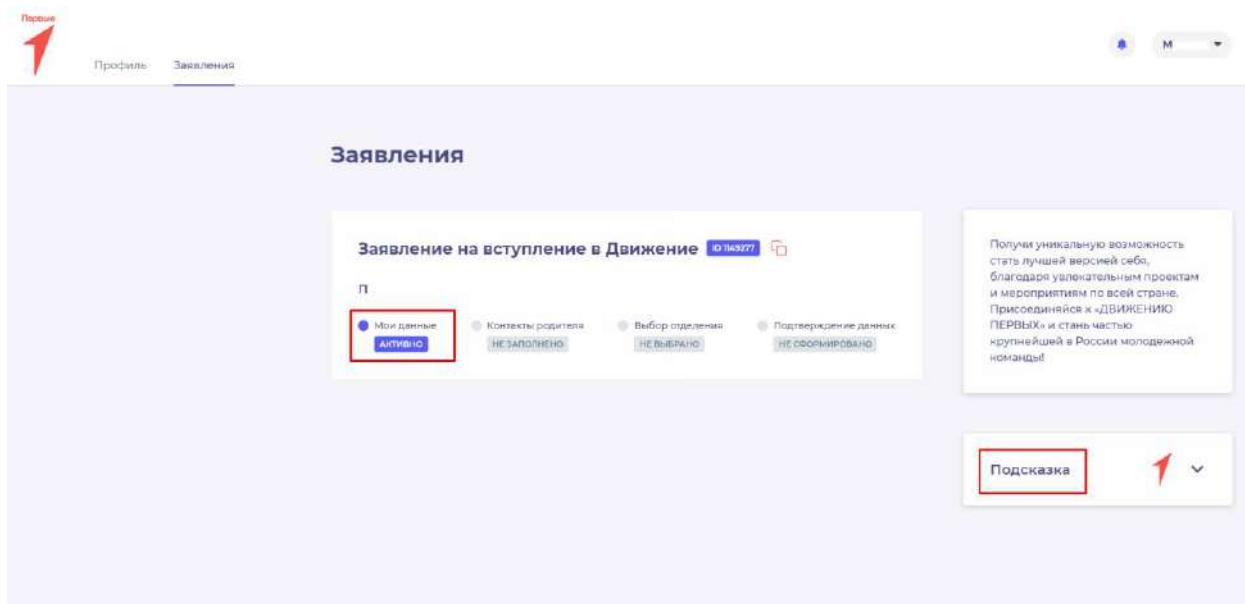 Первые
Профиль Заявления
М
Заявления
Заявление на вступление в Движение ID 1149277
П
Мои данные Контакты родителя Выбор отделения Подтверждение данных
АКТИВНО НЕ ЗАПОЛНЕНО НЕ ВЫБРАНО НЕ СФОРМИРОВАНО
Получи уникальную возможность
стать лучшей версией себя,
благодаря увлекательным проектам
и мероприятиям по всей стране.
Присоединяйся к «ДВИЖЕНИЮ
ПЕРВЫХ» и стань частью
крупнейшей в России молодежной
команды!
Подсказка